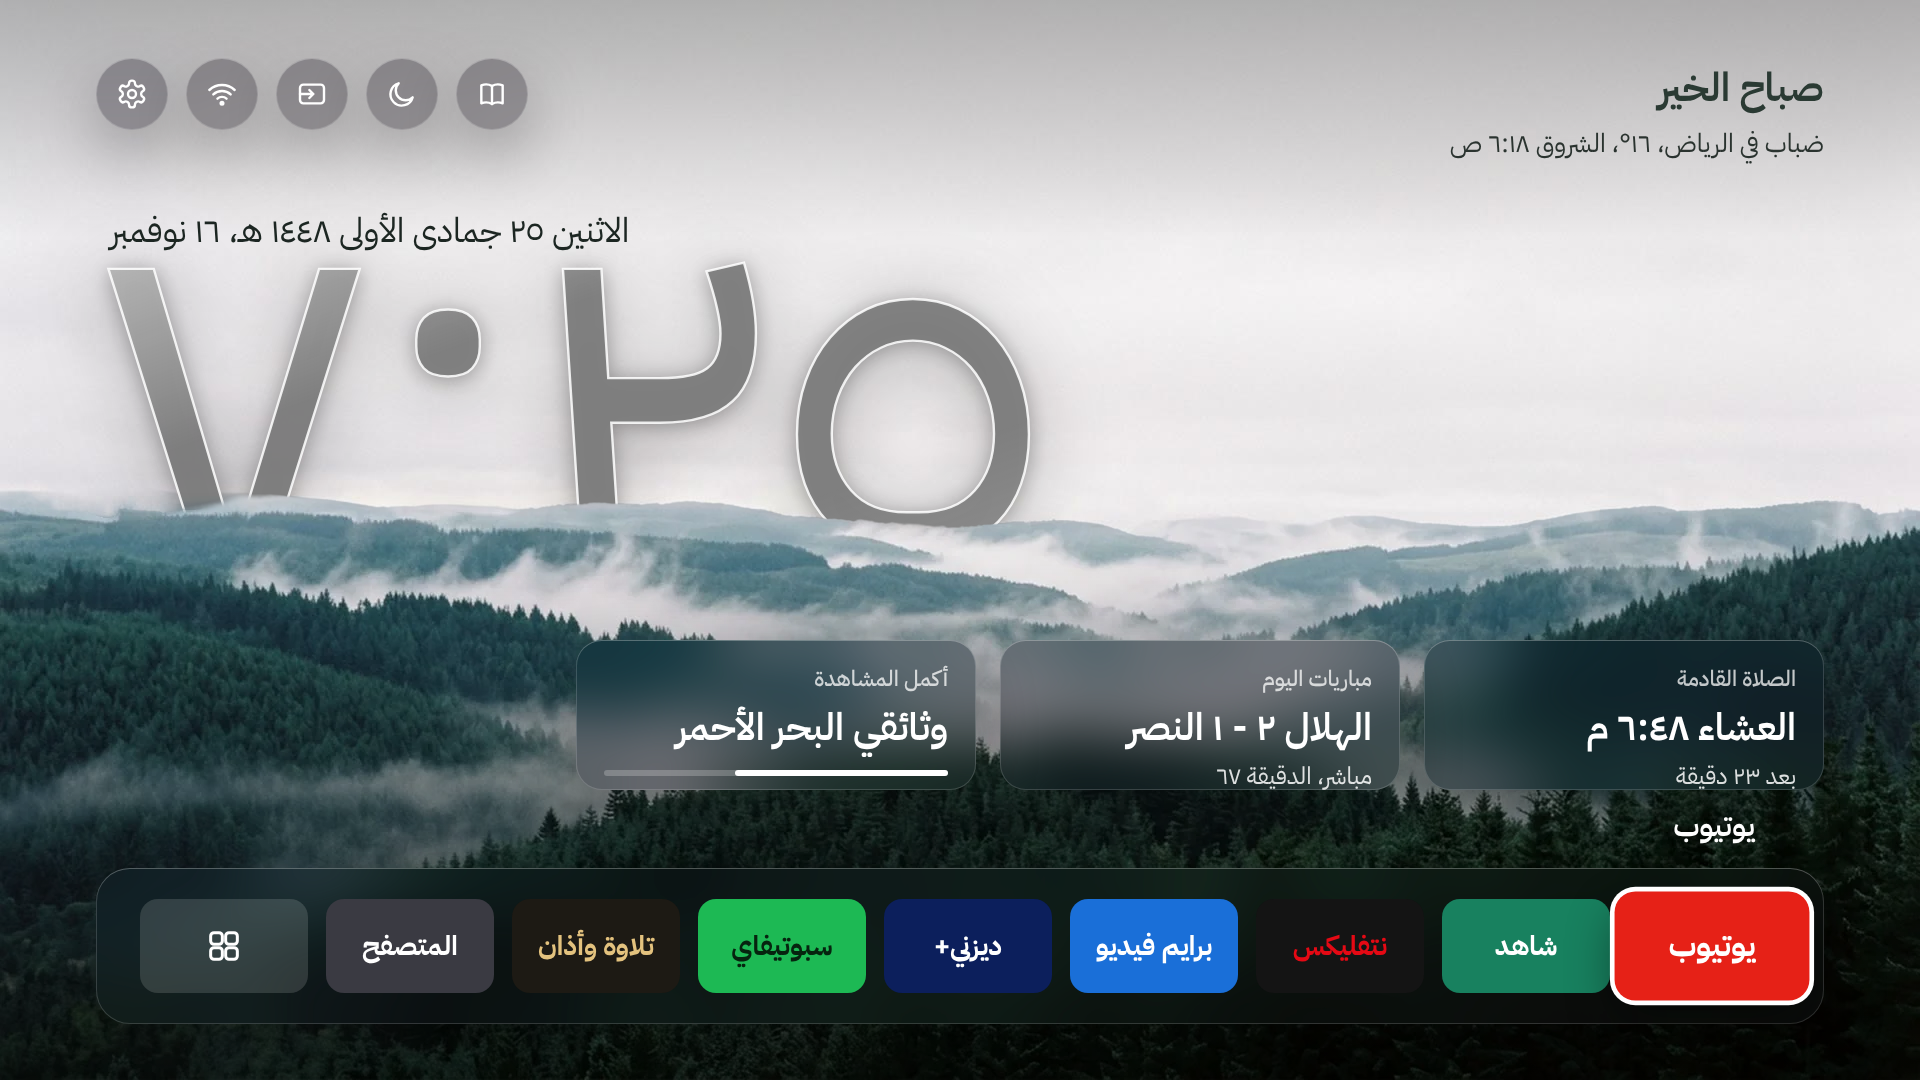 صباح الخير
ضباب في الرياض، ١٦°، الشروق ٦:١٨ ص
الاثنين ٢٥ جمادى الأولى ١٤٤٨ هـ، ١٦ نوفمبر
٧:٢٥
الصلاة القادمة
العشاء ٦:٤٨ م
بعد ٢٣ دقيقة
مباريات اليوم
الهلال ٢ - ١ النصر
مباشر، الدقيقة ٦٧
أكمل المشاهدة
وثائقي البحر الأحمر
يوتيوب
يوتيوب
شاهد
نتفليكس
برايم فيديو
ديزني+
سبوتيفاي
تلاوة وأذان
المتصفح